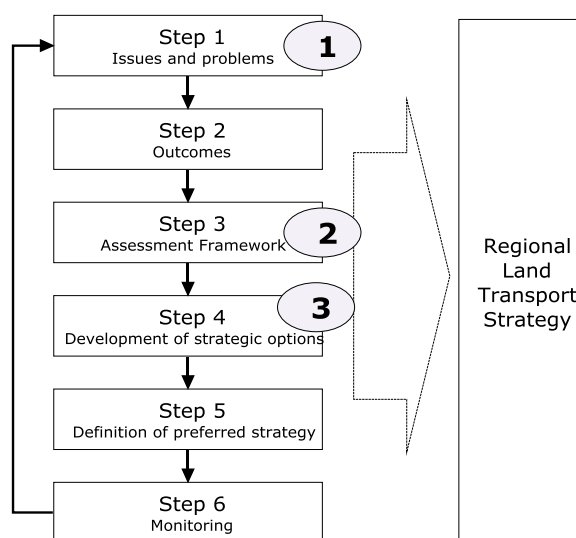 Step 1
Issues and problems
1
Step 2
Outcomes
Step 3
Assessment Framework
2
3
Step 4
Development of strategic options
Step 5
Definition of preferred strategy
Step 6
Monitoring
Regional
Land
Transport
Strategy